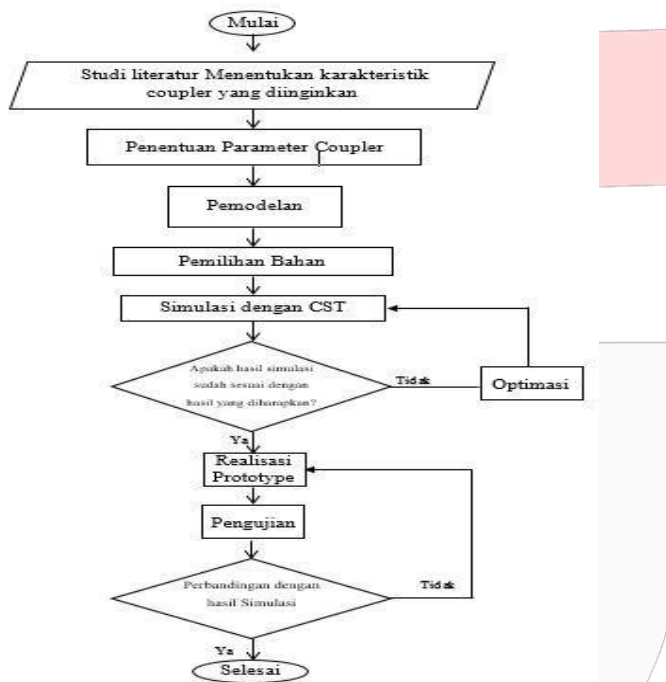 Mulai
Studi literatur Menentukan karakteristik
coupler yang diinginkan
Penentuan Parameter Coupler
Pemodelan
Pemilihan Bahan
Simulasi dengan CST
Apakah hasil simulasi
sudah sesuai dengan
hasil yang diharapkan?
Tidak
Optimasi
Ya
Realisasi
Prototype
Pengujian
Perbandingan dengan
hasil Simulasi
Tidak
Ya
Selesai